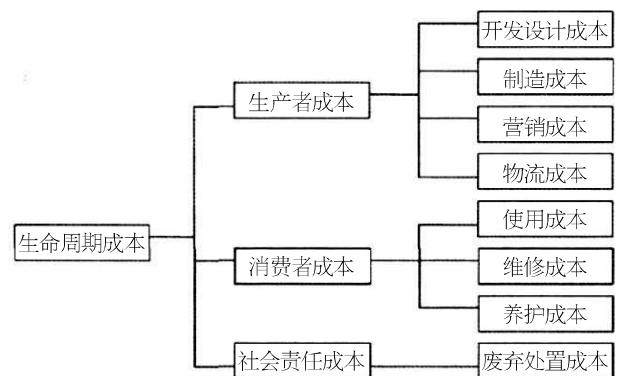 生命周期成本
生产者成本
开发设计成本
制造成本
营销成本
物流成本
消费者成本
使用成本
维修成本
养护成本
社会责任成本
废弃处置成本